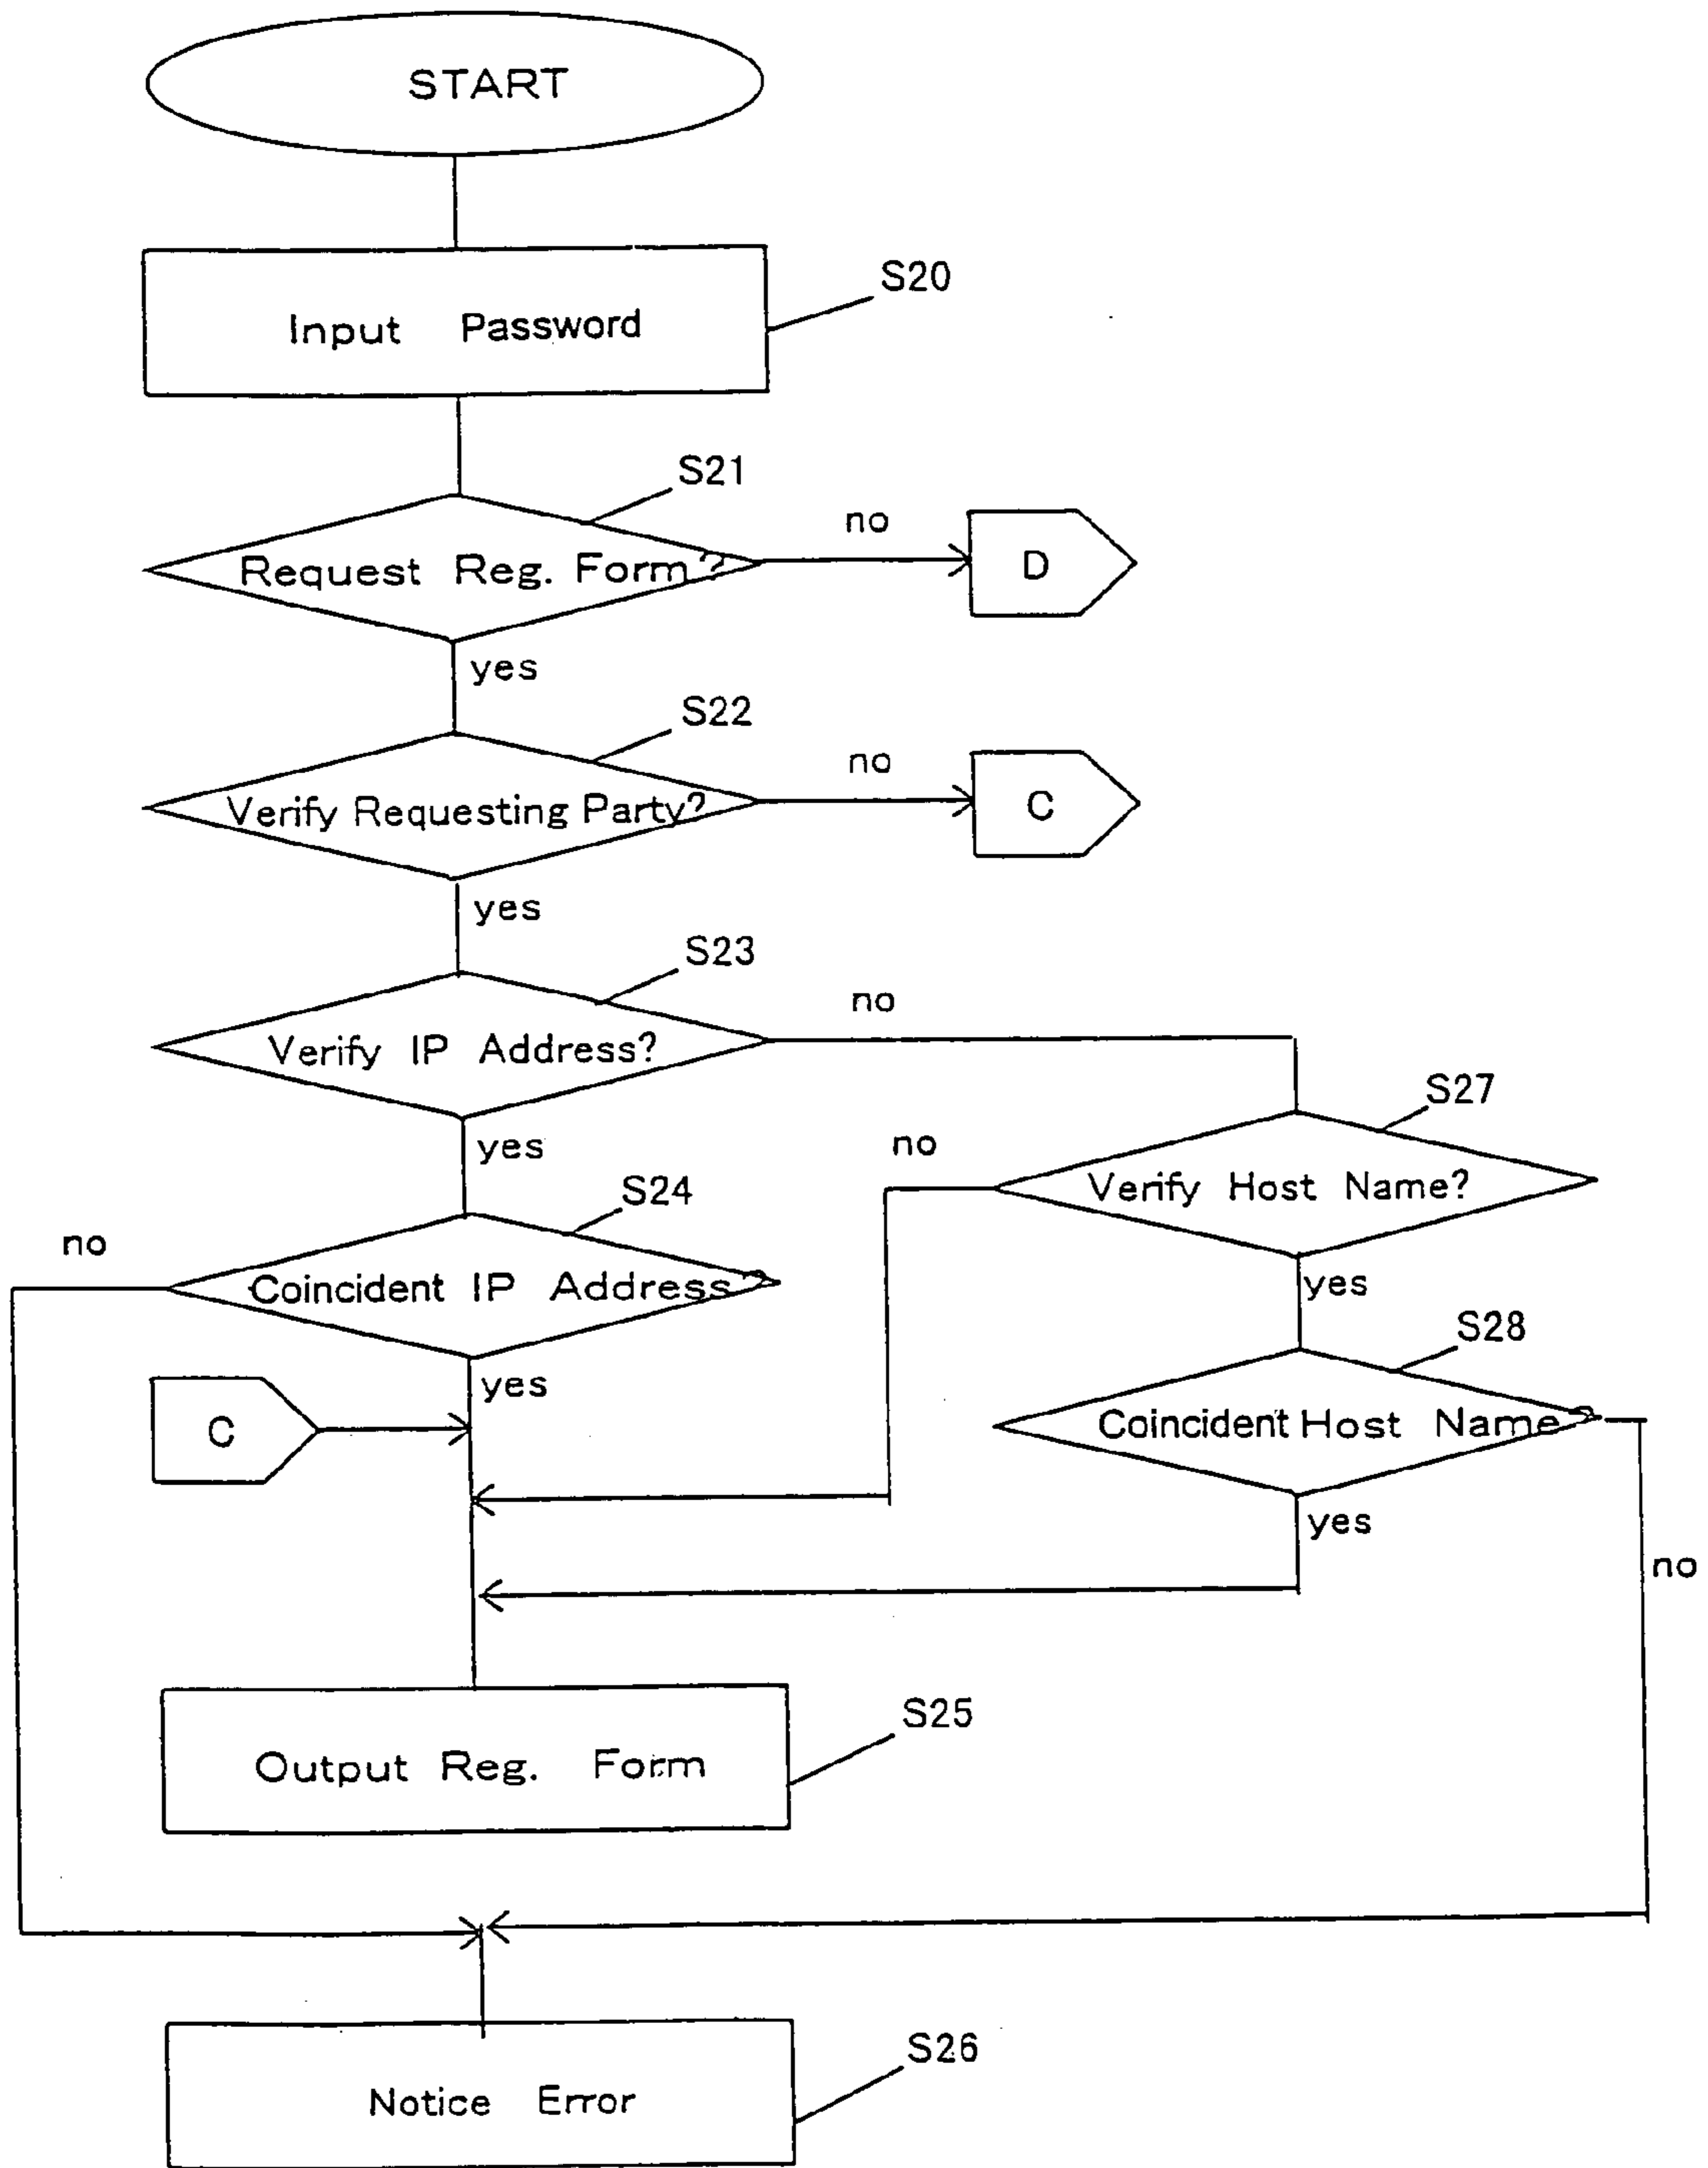 START
S20
Input Password
S21
no
Request Reg. Form?
D
yes
S22
no
Verify Requesting Party?
C
yes
S23
no
Verify IP Address?
S27
yes
no
Verify Host Name?
S24
no
Coincident IP Address?
yes
S28
yes
C
Coincident Host Name?
yes
no
S25
Output Reg. Form
S26
Notice Error